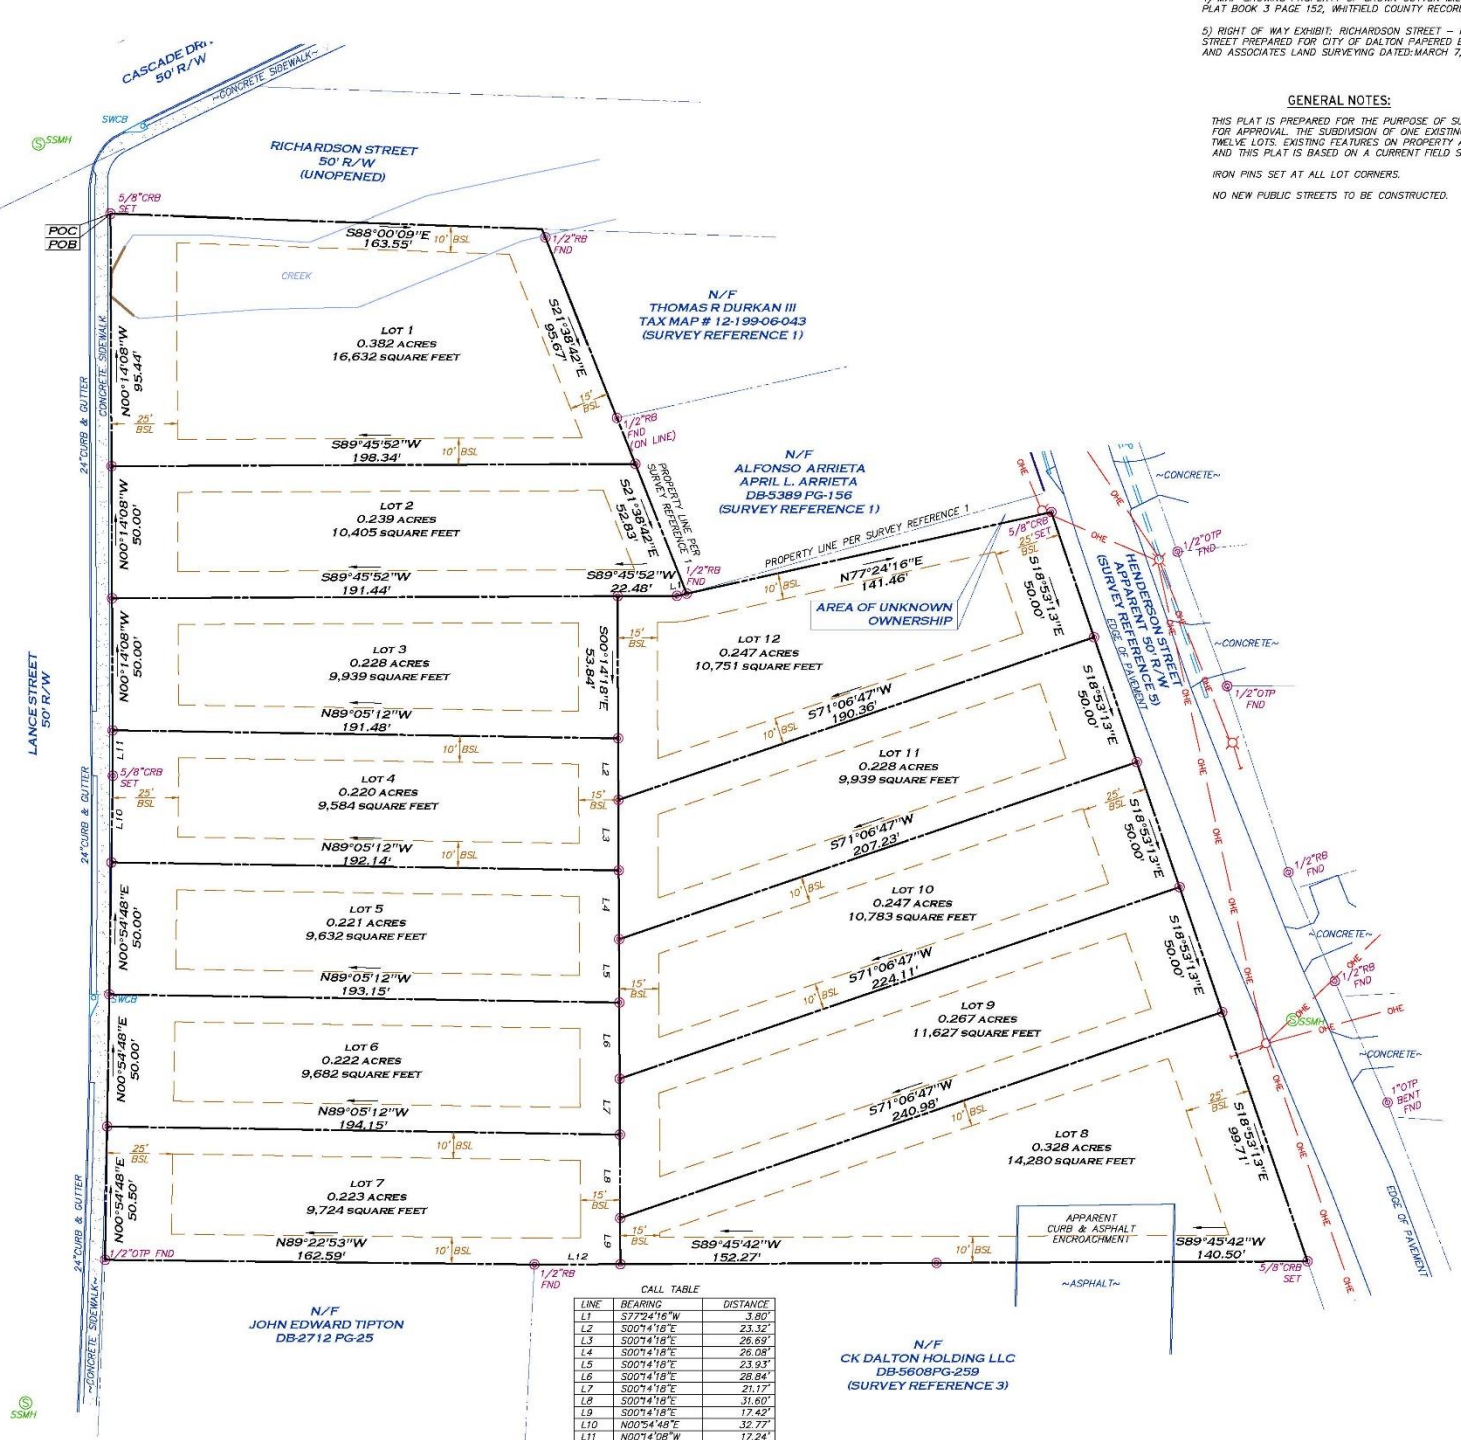 PLAT BOOK 3 PAGE 152, WHITFIELD COUNTY
5) RIGHT OF WAY EXHIBIT: RICHARDSON STREET –
STREET PREPARED FOR CITY OF DALTON PAPERED
AND ASSOCIATES LAND SURVEYING DATED:MARCH 7,
GENERAL NOTES:
THIS PLAT IS PREPARED FOR THE PURPOSE OF
FOR APPROVAL. THE SUBDIVISION OF ONE
TWELVE LOTS. EXISTING FEATURES ON PROPERTY
AND THIS PLAT IS BASED ON A CURRENT FIELD
IRON PINS SET AT ALL LOT CORNERS.
NO NEW PUBLIC STREETS TO BE CONSTRUCTED.
CASCADE
50' R/W
~CONCRETE SIDEWALK~
SWCB
SSMH
RICHARDSON STREET
50' R/W
(UNOPENED)
5/8"CRB
SET
POC
POB
S88°00'09"E
163.55'
10' BSL
1/2"RB
FND
CREEK
N/F
THOMAS R DURKAN III
TAX MAP # 12-199-06-043
(SURVEY REFERENCE 1)
LOT 1
0.382 ACRES
16,632 SQUARE FEET
N00°14'08"W
95.44'
CONCRETE SIDEWALK
24"CURB & GUTTER
S21°38'42"E
95.67'
15'
BSL
25'
BSL
1/2"RB
FND
(ON LINE)
S89°45'52"W
198.34'
10' BSL
N/F
ALFONSO ARRIETA
APRIL L. ARRIETA
DB-5389 PG-156
(SURVEY REFERENCE 1)
PROPERTY LINE PER
SURVEY REFERENCE 1
LOT 2
0.239 ACRES
10,405 SQUARE FEET
N00°14'08"W
50.00'
S21°38'42"E
52.83'
S89°45'52"W
191.44'
S89°45'52"W
22.48'
L1
1/2"RB
FND
PROPERTY LINE PER SURVEY REFERENCE 1
N77°24'16"E
141.46'
10' BSL
5/8"CRB
SET
25'
BSL
AREA OF UNKNOWN
OWNERSHIP
OHE
OHE
OHE
~CONCRETE~
1/2"OTP
FND
HENDERSON STREET
APPARENT 50' R/W
(SURVEY REFERENCE 5)
EDGE OF PAVEMENT
~CONCRETE~
1/2"OTP
FND
LANCE STREET
50' R/W
LOT 3
0.228 ACRES
9,939 SQUARE FEET
N00°14'08"W
50.00'
S00°14'18"E
53.84'
15'
BSL
LOT 12
0.247 ACRES
10,751 SQUARE FEET
S18°53'13"E
50.00'
S71°06'47"W
190.36'
10' BSL
N89°05'12"W
191.48'
10' BSL
L11
L2
5/8"CRB
SET
25'
BSL
L10
LOT 4
0.220 ACRES
9,584 SQUARE FEET
15'
BSL
L3
LOT 11
0.228 ACRES
9,939 SQUARE FEET
S18°53'13"E
50.00'
S71°06'47"W
207.23'
10' BSL
OHE
OHE
OHE
24"CURB & GUTTER
N89°05'12"W
192.14'
10' BSL
LOT 5
0.221 ACRES
9,632 SQUARE FEET
N00°54'48"E
50.00'
L4
L5
LOT 10
0.247 ACRES
10,783 SQUARE FEET
25'
BSL
S18°53'13"E
50.00'
S71°06'47"W
224.11'
10' BSL
15'
BSL
1/2"RB
FND
~CONCRETE~
1/2"RB
FND
N89°05'12"W
193.15'
SWCB
LOT 6
0.222 ACRES
9,682 SQUARE FEET
N00°54'48"E
50.00'
L6
L7
LOT 9
0.267 ACRES
11,627 SQUARE FEET
S18°53'13"E
50.00'
S71°06'47"W
240.98'
10' BSL
SSMH
OHE
OHE
OHE
OHE
~CONCRETE~
1"OTP
BENT
FND
N89°05'12"W
194.15'
10' BSL
25'
BSL
LOT 7
0.223 ACRES
9,724 SQUARE FEET
N00°54'48"E
50.50'
15'
BSL
L8
L9
LOT 8
0.328 ACRES
14,280 SQUARE FEET
25'
BSL
S18°53'13"E
99.71'
OHE
OHE
OHE
EDGE OF PAVEMENT
24"CURB & GUTTER
1/2"OTP FND
N89°22'53"W
162.59'
10' BSL
L12
15'
BSL
S89°45'42"W
152.27'
10' BSL
APPARENT
CURB & ASPHALT
ENCROACHMENT
S89°45'42"W
140.50'
~ASPHALT~
5/8"CRB
SET
1/2"RB
FND
~CONCRETE SIDEWALK~
SSMH
N/F
JOHN EDWARD TIPTON
DB-2712 PG-25
N/F
CK DALTON HOLDING LLC
DB-5608PG-259
(SURVEY REFERENCE 3)
CALL TABLE
LINE BEARING DISTANCE
L1 S77°24'16"W 3.80'
L2 S00°14'18"E 23.32'
L3 S00°14'18"E 26.69'
L4 S00°14'18"E 26.08'
L5 S00°14'18"E 23.93'
L6 S00°14'18"E 28.84'
L7 S00°14'18"E 21.17'
L8 S00°14'18"E 31.60'
L9 S00°14'18"E 17.42'
L10 N00°54'48"E 32.77'
L11 N00°14'08"W 17.24'